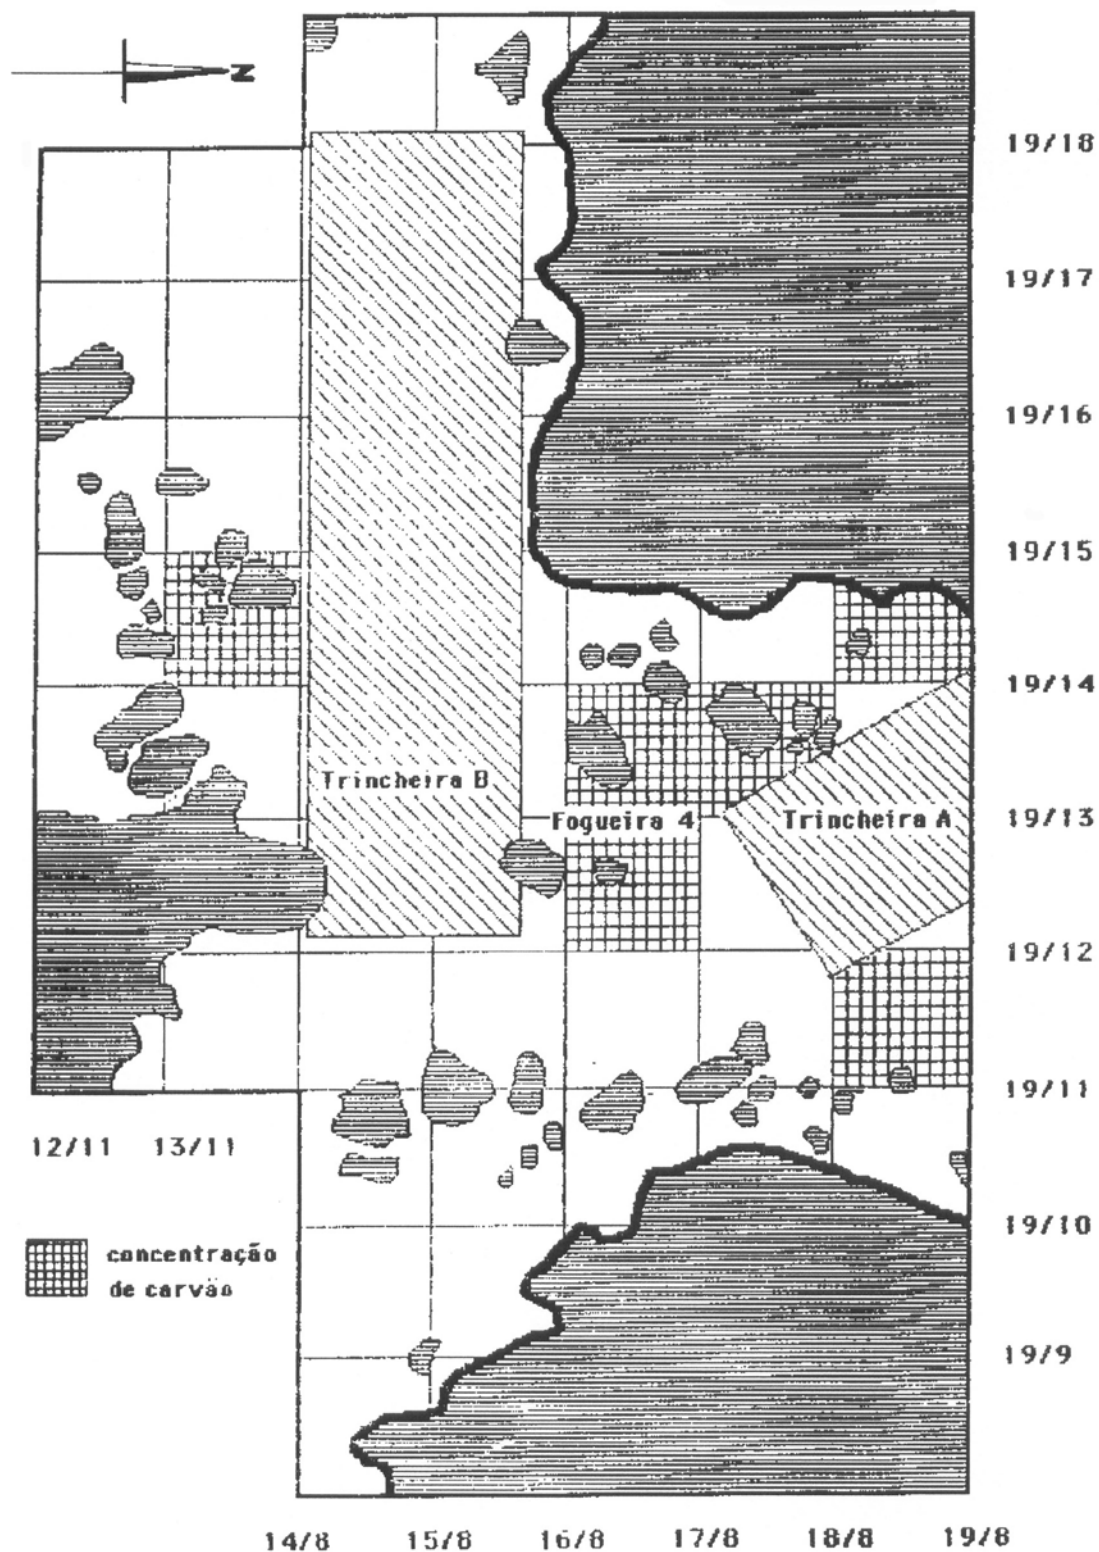 N
19/18
19/17
19/16
19/15
19/14
Trincheira B
Fogueira 4
Trincheira A
19/13
19/12
19/11
12/11 13/11
19/10
concentração
de carvão
19/9
14/8 15/8 16/8 17/8 18/8 19/8